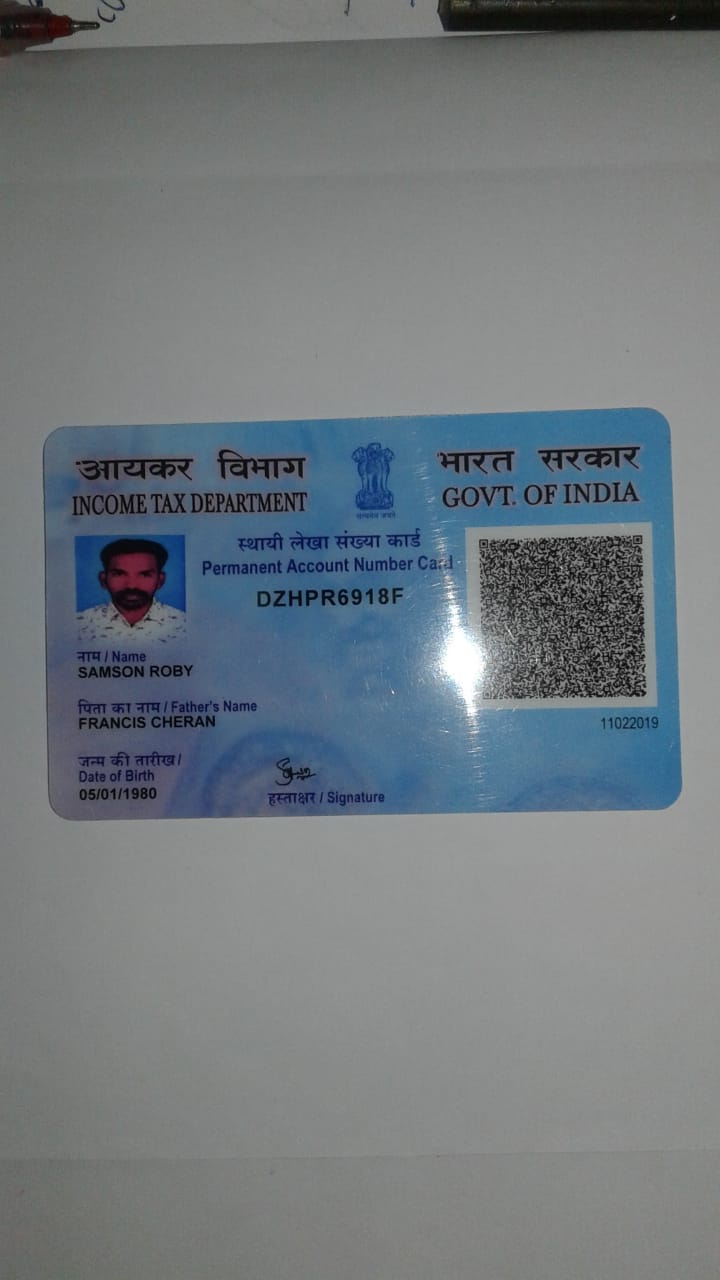 आयकर विभाग
INCOME TAX DEPARTMENT
सत्यमेव जयते
भारत सरकार
GOVT. OF INDIA
स्थायी लेखा संख्या कार्ड
Permanent Account Number Card
DZHPR6918F
नाम / Name
SAMSON ROBY
पिता का नाम / Father's Name
FRANCIS CHERAN
11022019
जन्म की तारीख /
Date of Birth
05/01/1980
हस्ताक्षर / Signature